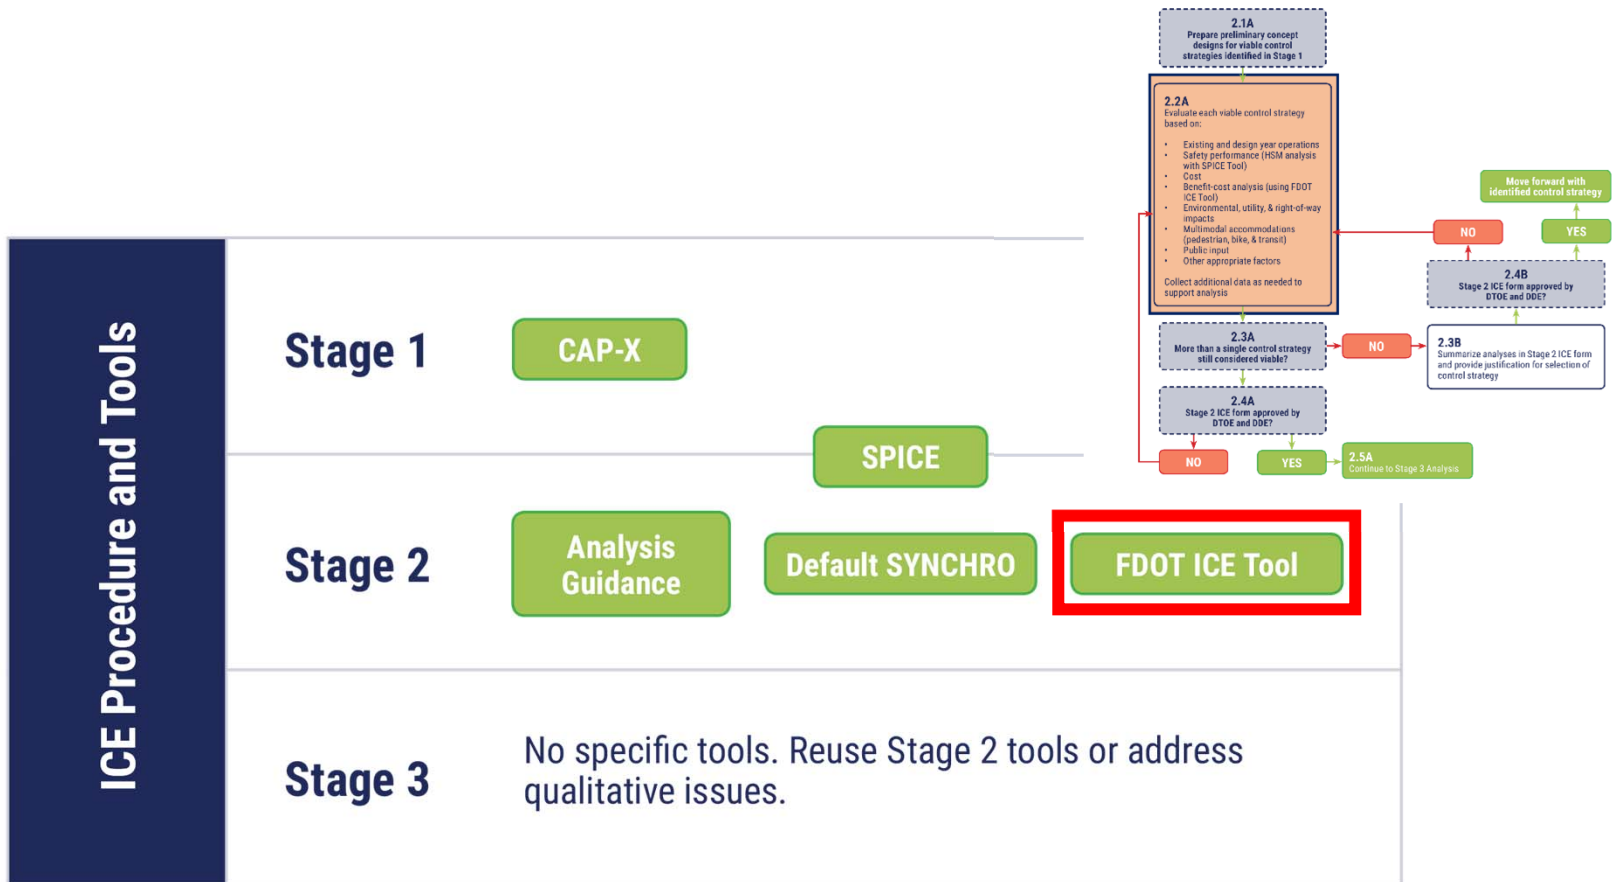 ICE Procedure and Tools
Stage 1
CAP-X
SPICE
Stage 2
Analysis
Guidance
Default SYNCHRO
FDOT ICE Tool
Stage 3
No specific tools. Reuse Stage 2 tools or address
qualitative issues.
2.1A
Prepare preliminary concept
designs for viable control
strategies identified in Stage 1
2.2A
Evaluate each viable control strategy
based on:
• Existing and design year operations
• Safety performance (HSM analysis
with SPICE Tool)
• Cost
• Benefit-cost analysis (using FDOT
ICE Tool)
• Environmental, utility, & right-of-way
impacts
• Multimodal accommodations
(pedestrian, bike, & transit)
• Public input
• Other appropriate factors
Collect additional data as needed to
support analysis
2.3A
More than a single control strategy
still considered viable?
NO
2.3B
Summarize analyses in Stage 2 ICE form
and provide justification for selection of
control strategy
2.4B
Stage 2 ICE form approved by
DTOE and DDE?
NO
YES
Move forward with
identified control strategy
2.4A
Stage 2 ICE form approved by
DTOE and DDE?
NO
YES
2.5A
Continue to Stage 3 Analysis